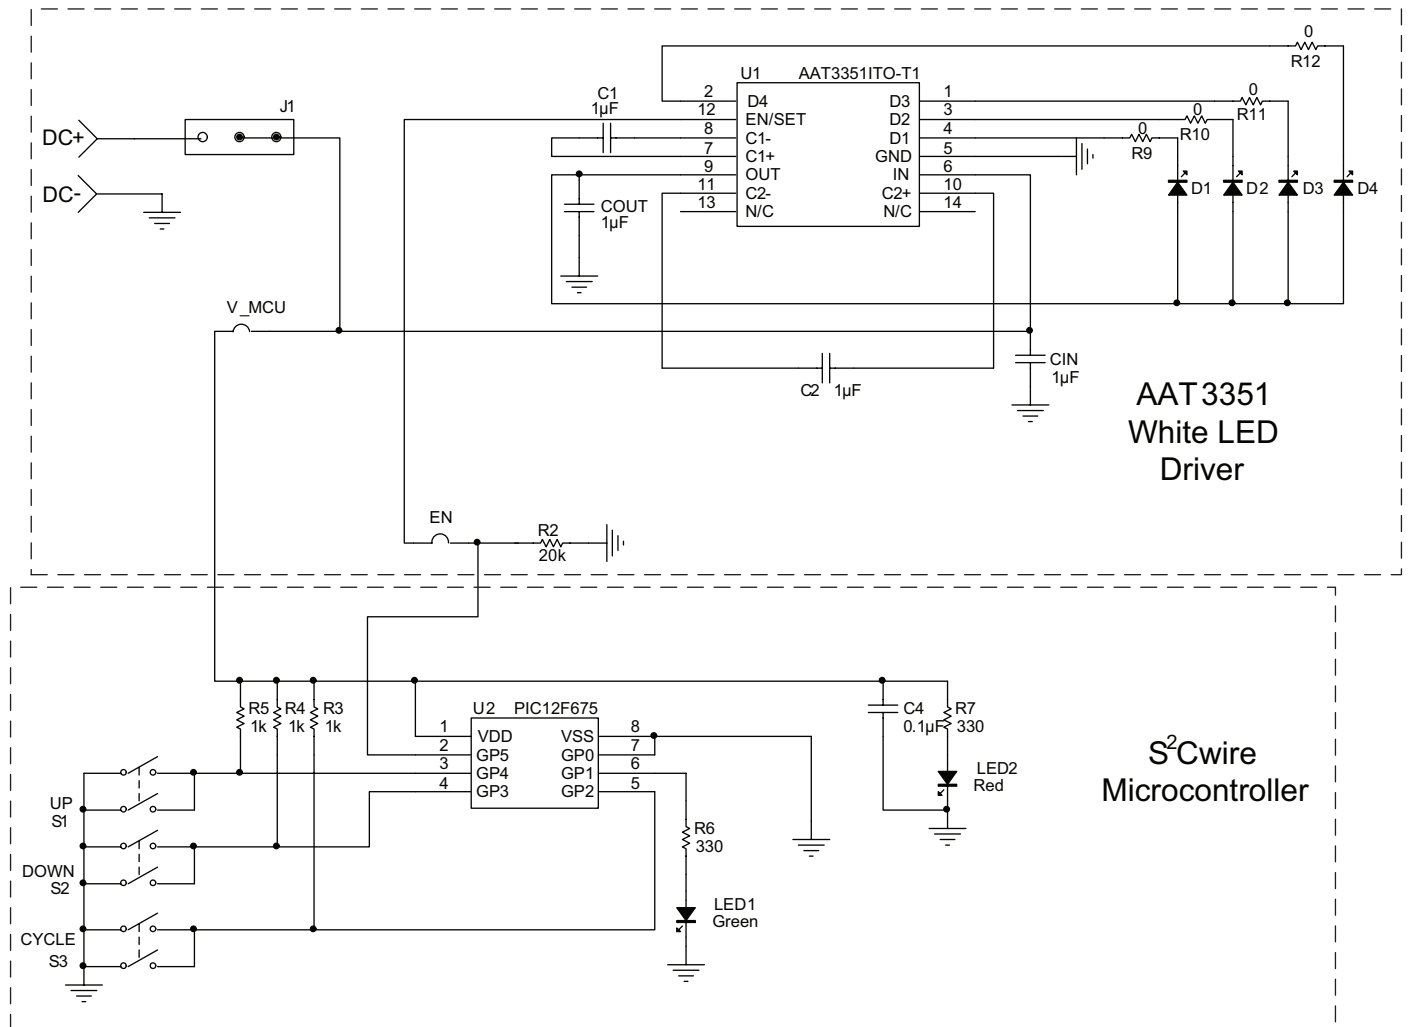 0
R12
U1 AAT3351ITO-T1
C1
1µF
2 D4 D3 1
0
R11
12 EN/SET D2 3
0
R10
8 C1- D1 4
0
R9
7 C1+ GND 5
9 OUT IN 6
11 C2- C2+ 10
13 N/C N/C 14
J1
DC+
DC-
COUT
1µF
D1 D2 D3 D4
V_MCU
CIN
1µF
C2 1µF
AAT3351
White LED
Driver
EN
R2
20k
R5
1k
R4
1k
R3
1k
U2 PIC12F675
1 VDD VSS 8
2 GP5 GP0 7
3 GP4 GP1 6
4 GP3 GP2 5
C4
0.1µF
R7
330
LED2
Red
S2Cwire
Microcontroller
UP
S1
R6
330
DOWN
S2
LED1
Green
CYCLE
S3